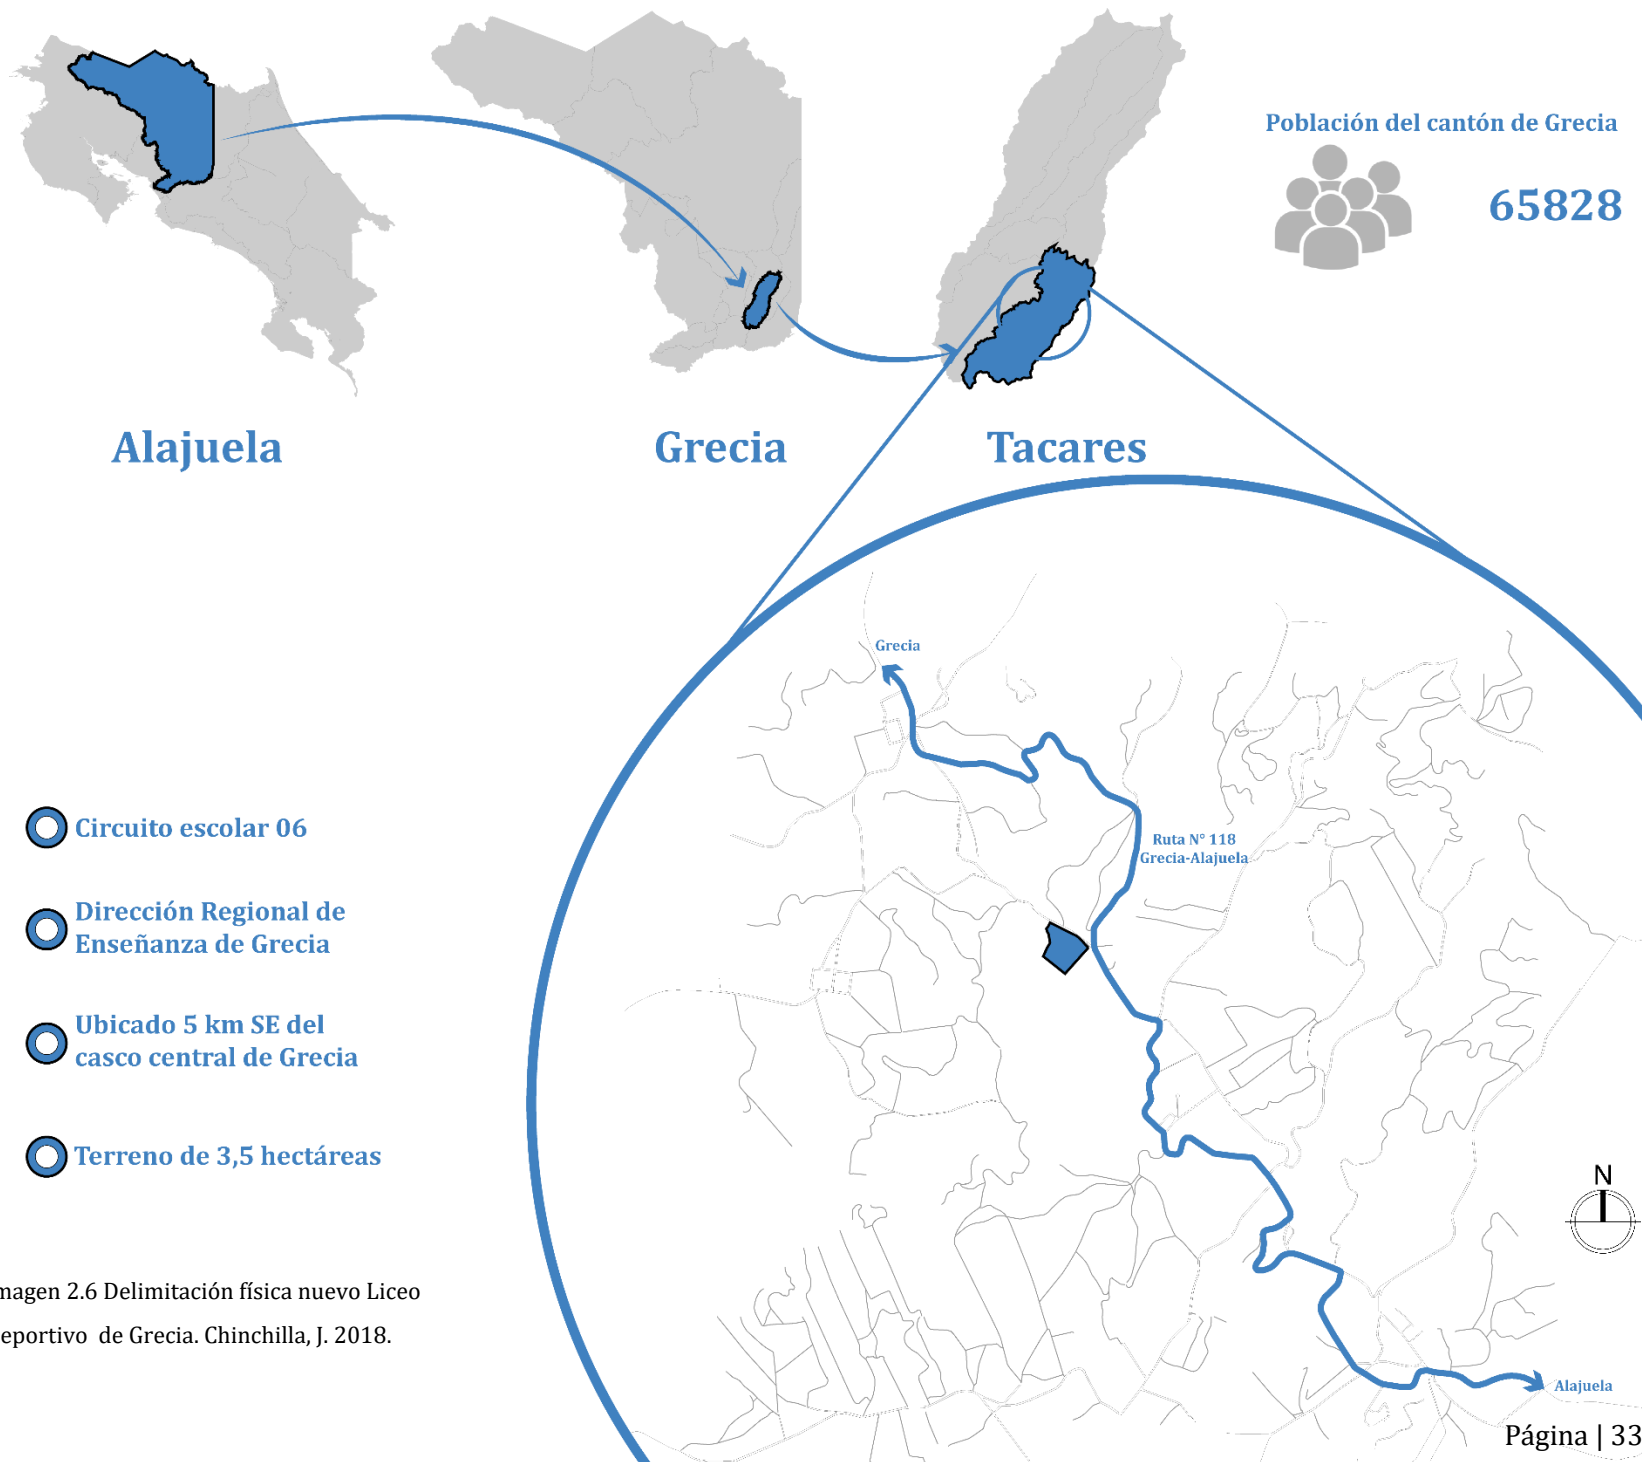 Población del cantón de Grecia
65828
Alajuela
Grecia
Tacares
Grecia
Ruta N° 118
Grecia-Alajuela
Circuito escolar 06
Dirección Regional de
Enseñanza de Grecia
Ubicado 5 km SE del
casco central de Grecia
Terreno de 3,5 hectáreas
N
magen 2.6 Delimitación física nuevo Liceo
eportivo de Grecia. Chinchilla, J. 2018.
Alajuela
Página | 33